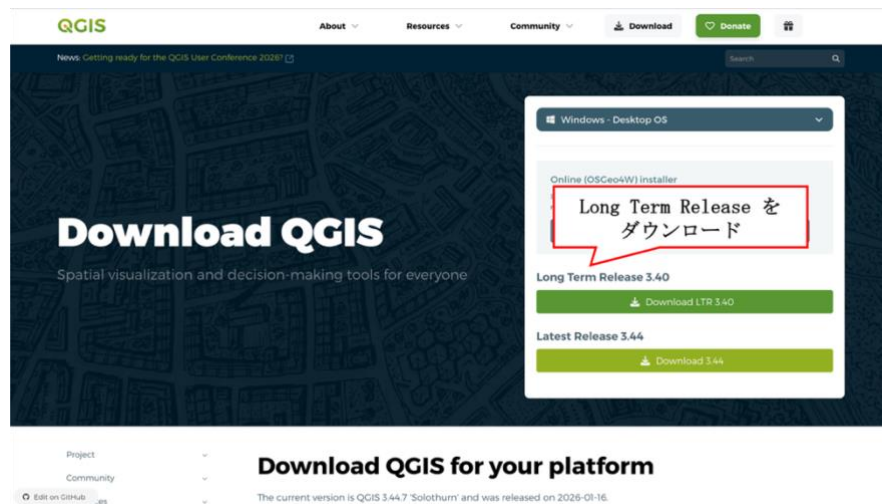 QGIS
About
Resources
Community
Download
Donate
News: Getting ready for the QGIS User Conference 2026?
Search
Windows - Desktop OS
Online (OSGeo4W) installer
Long Term Release を
ダウンロード
Download QGIS
Spatial visualization and decision-making tools for everyone
Long Term Release 3.40
Download LTR 3.40
Latest Release 3.44
Download 3.44
Project
Community
Edit on GitHub
Download QGIS for your platform
The current version is QGIS 3.44.7 'Solothurn' and was released on 2026-01-16.